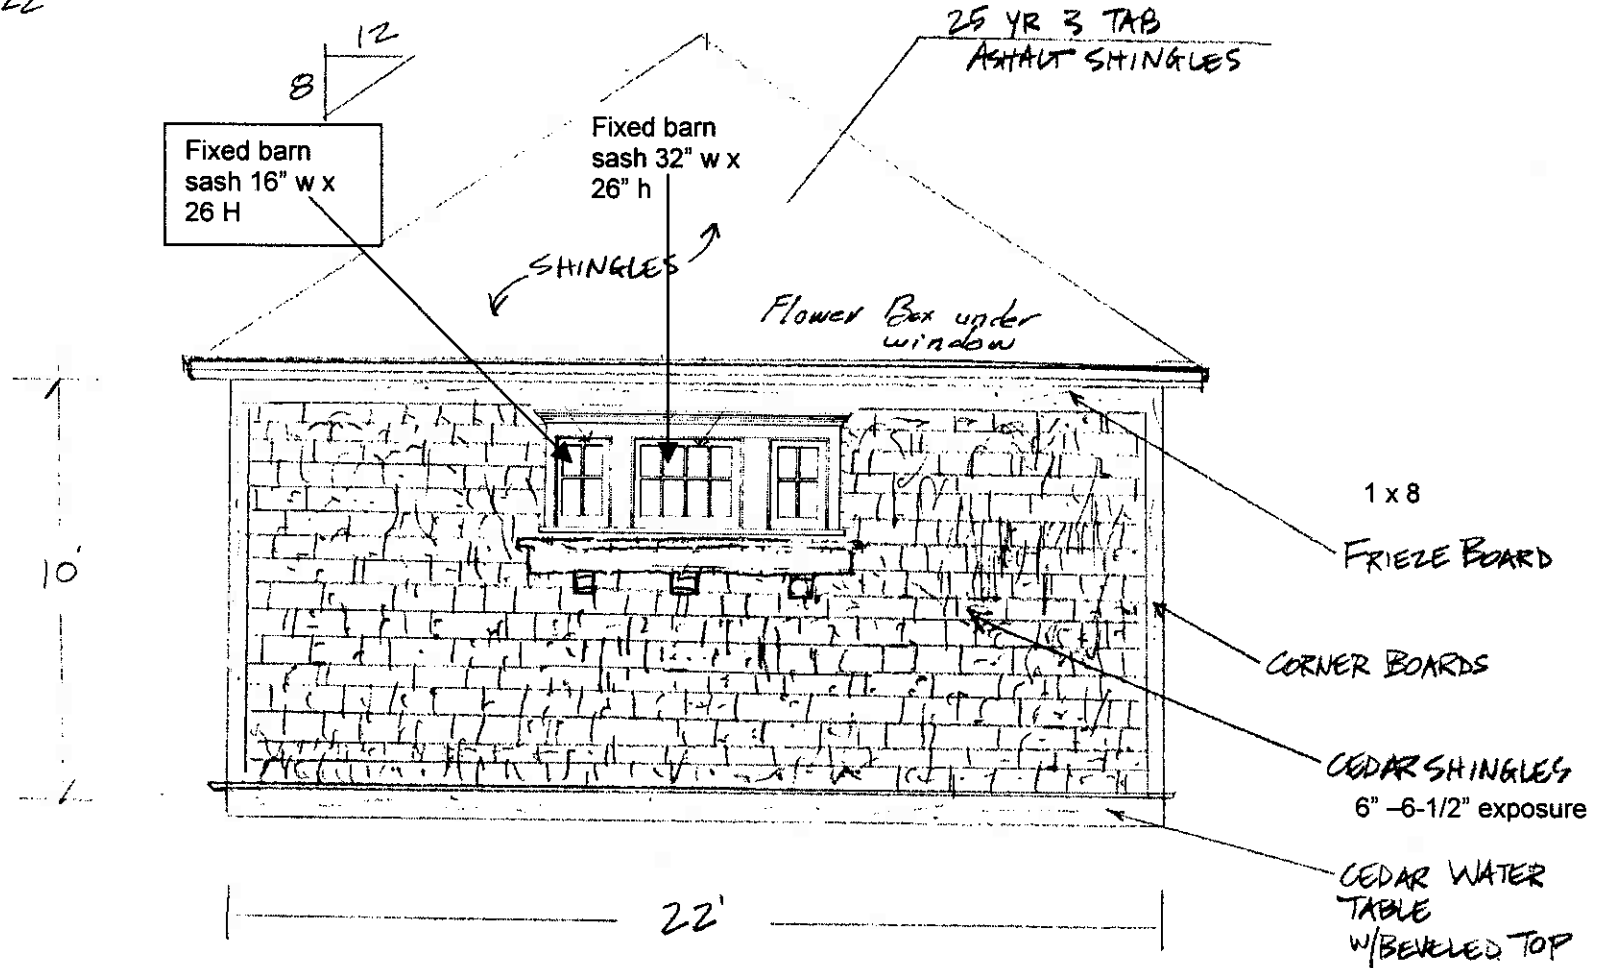 22
12
8
25 YR 3 TAB
ASHALT SHINGLES
Fixed barn
sash 16” w x
26 H
Fixed barn
sash 32” w x
26” h
SHINGLES
Flower Box under
window
10'
1 x 8
FRIEZE BOARD
CORNER BOARDS
CEDAR SHINGLES
6” –6-1/2” exposure
CEDAR WATER
TABLE
W/BEVELED TOP
22'